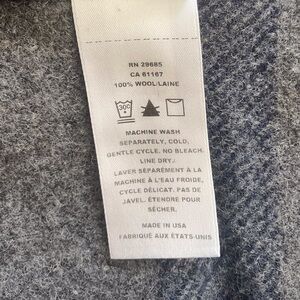 RN 29685
CA 61167
100% WOOL-LAINE
30C
MACHINE WASH
SEPARATELY, COLD,
GENTLE CYCLE. NO BLEACH.
LINE DRY./
LAVER SÉPARÉMENT À LA
MACHINE À L'EAU FROIDE,
CYCLE DÉLICAT. PAS DE
JAVEL. ÉTENDRE POUR
SÉCHER.
MADE IN USA
FABRIQUÉ AUX ÉTATS-UNIS